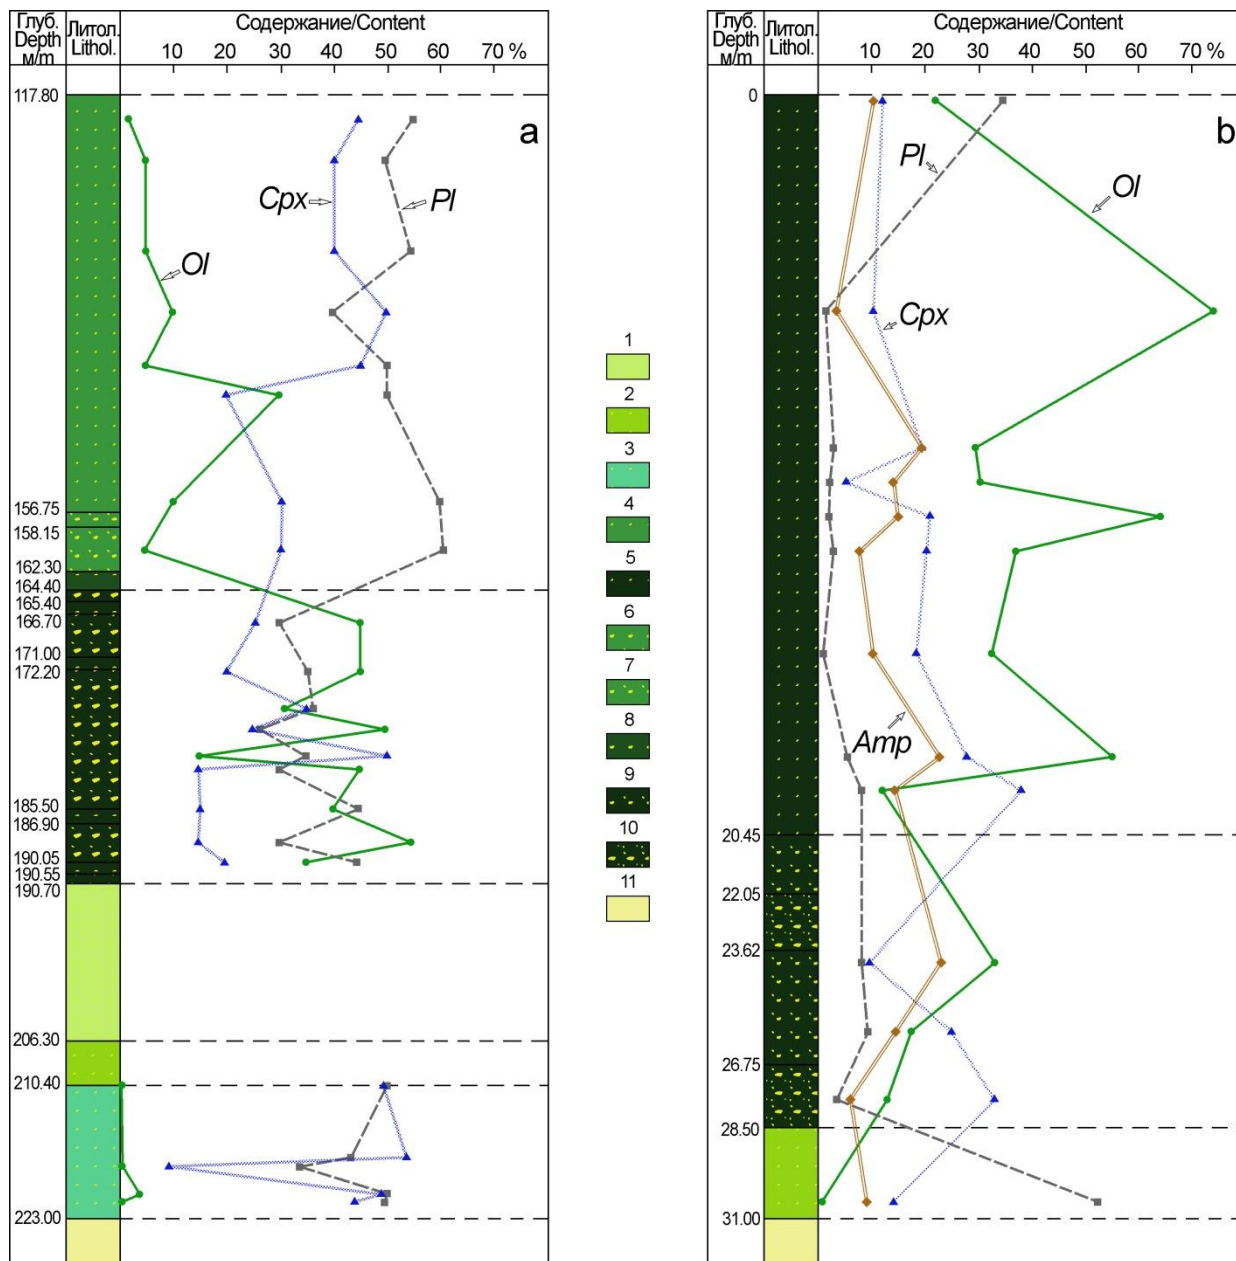 Глуб.
Depth
м/m
Литол.
Lithol.
Содержание/Content
10 20 30 40 50 60 70 %
117.80
156.75
158.15
162.30
164.40
165.40
166.70
171.00
172.20
185.50
186.90
190.05
190.55
190.70
206.30
210.40
223.00
a
Cpx
Pl
Ol
1
2
3
4
5
6
7
8
9
10
11
Глуб.
Depth
м/m
Литол.
Lithol.
Содержание/Content
10 20 30 40 50 60 70 %
0
20.45
22.05
23.62
26.75
28.50
31.00
b
Pl
Ol
Cpx
Amp